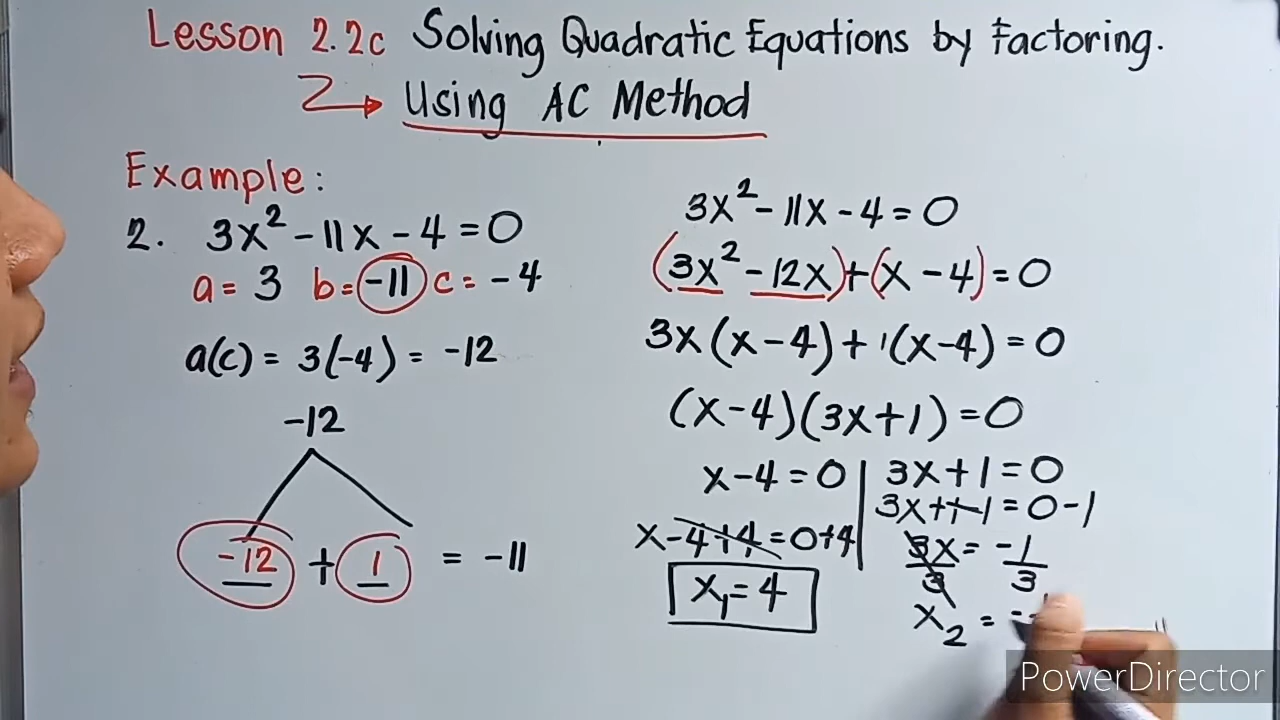 Lesson 2.2c Solving Quadratic Equations by factoring.
Using AC Method
Example:
2. 3x² - 11x - 4 = 0
a = 3 b = -11 c = -4
a(c) = 3(-4) = -12
-12
-12 + 1 = -11
3x² - 11x - 4 = 0
(3x² - 12x) + (x - 4) = 0
3x(x - 4) + 1(x - 4) = 0
(x - 4)(3x + 1) = 0
x - 4 = 0 | 3x + 1 = 0
x - 4 + 4 = 0 + 4
x₁ = 4
3x + 1 - 1 = 0 - 1
3x/3 = -1/3
x₂ = -
PowerDirector